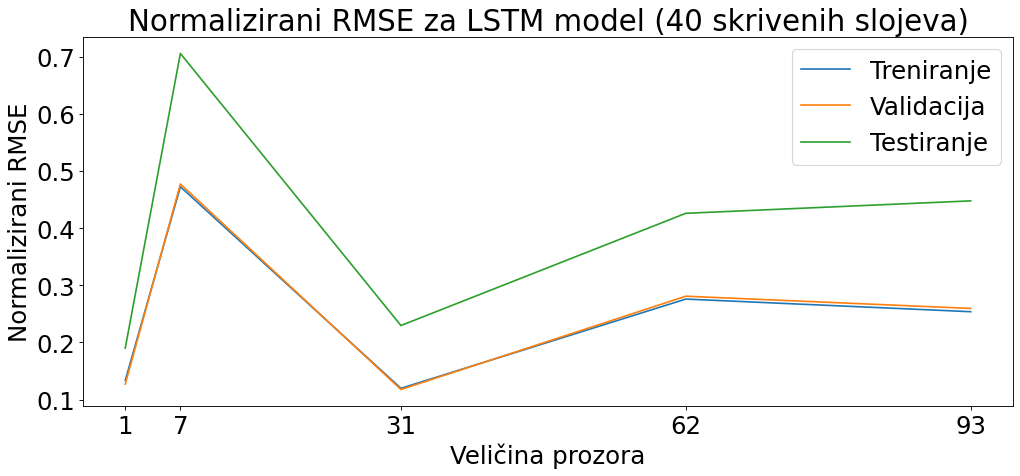 Normalizirani RMSE za LSTM model (40 skrivenih slojeva)
Normalizirani RMSE
0.7
0.6
0.5
0.4
0.3
0.2
0.1
Treniranje
Validacija
Testiranje
1 7 31 62 93
Veličina prozora